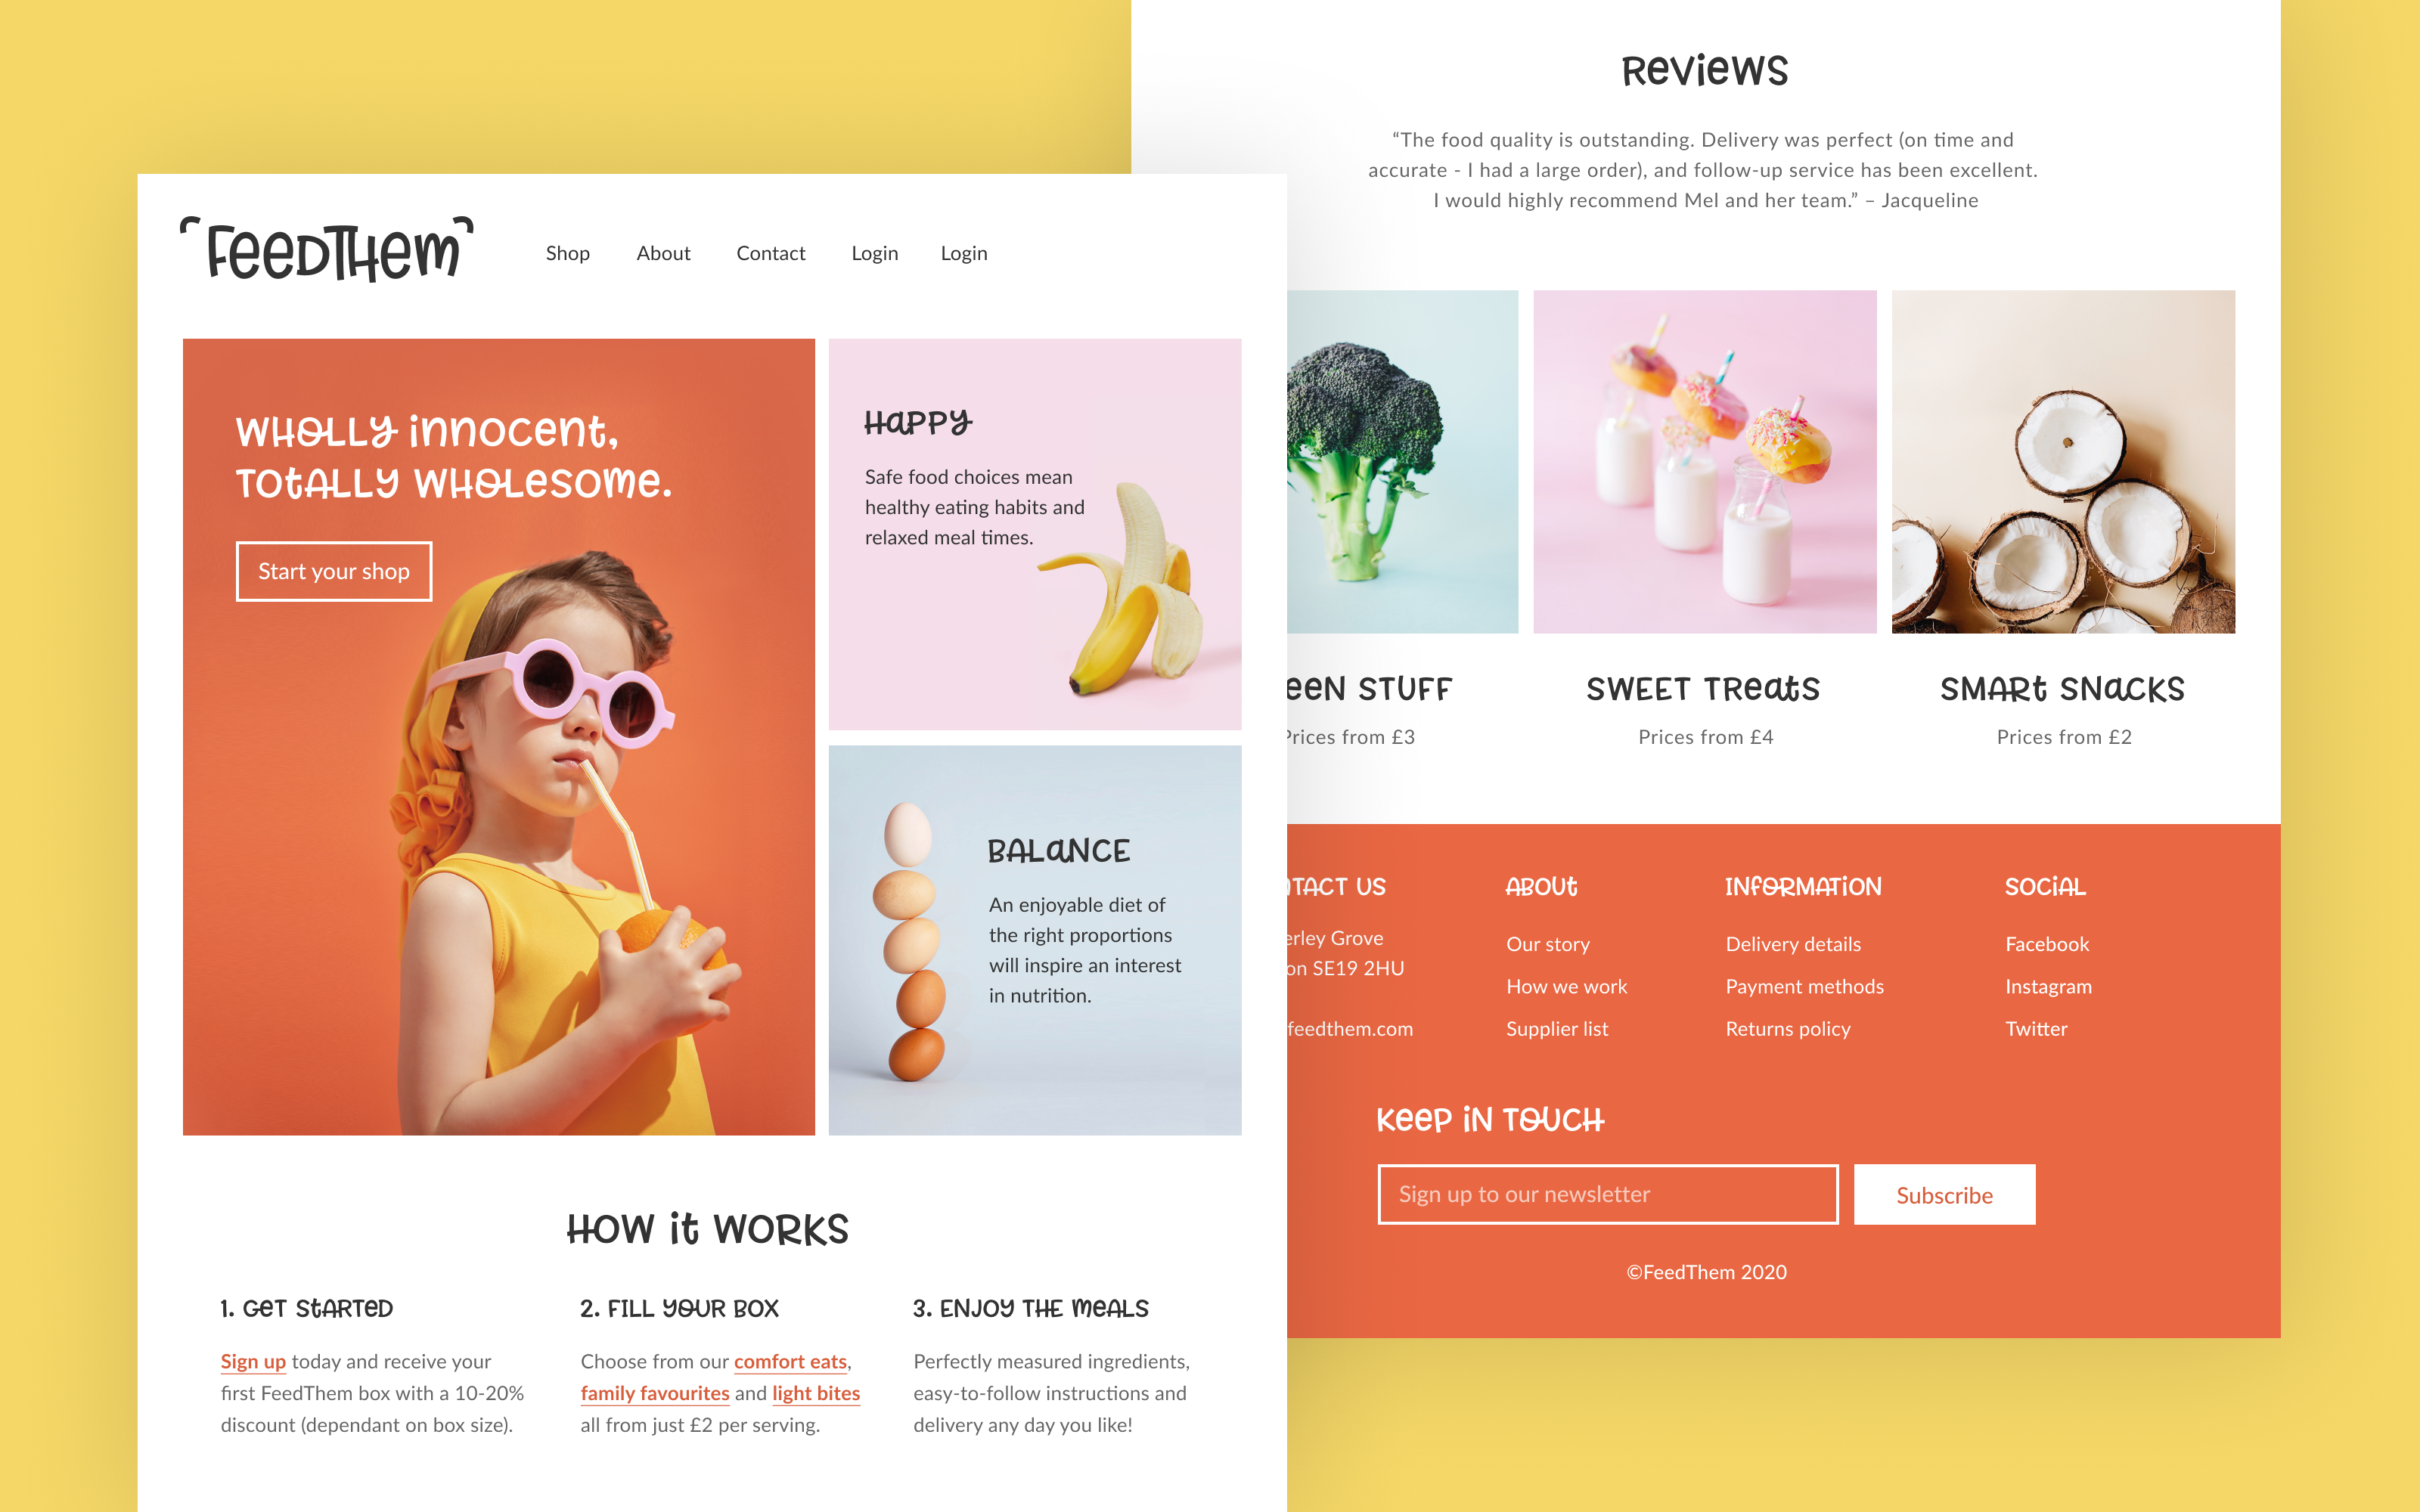 FeedThem
Shop About Contact Login Login
Wholly innocent,
totally wholesome.
Start your shop
Happy
Safe food choices mean
healthy eating habits and
relaxed meal times.
Balance
An enjoyable diet of
the right proportions
will inspire an interest
in nutrition.
How it works
1. Get started
Sign up today and receive your
first FeedThem box with a 10-20%
discount (dependant on box size).
2. Fill your box
Choose from our comfort eats,
family favourites and light bites
all from just £2 per serving.
3. Enjoy the meals
Perfectly measured ingredients,
easy-to-follow instructions and
delivery any day you like!
Reviews
“The food quality is outstanding. Delivery was perfect (on time and
accurate - I had a large order), and follow-up service has been excellent.
I would highly recommend Mel and her team.” – Jacqueline
stuff
Prices from £3
Sweet treats
Prices from £4
Smart snacks
Prices from £2
us
Grove
SE19 2HU
feedthem.com
About
Our story
How we work
Supplier list
Information
Delivery details
Payment methods
Returns policy
Social
Facebook
Instagram
Twitter
Keep in touch
Sign up to our newsletter
Subscribe
©FeedThem 2020